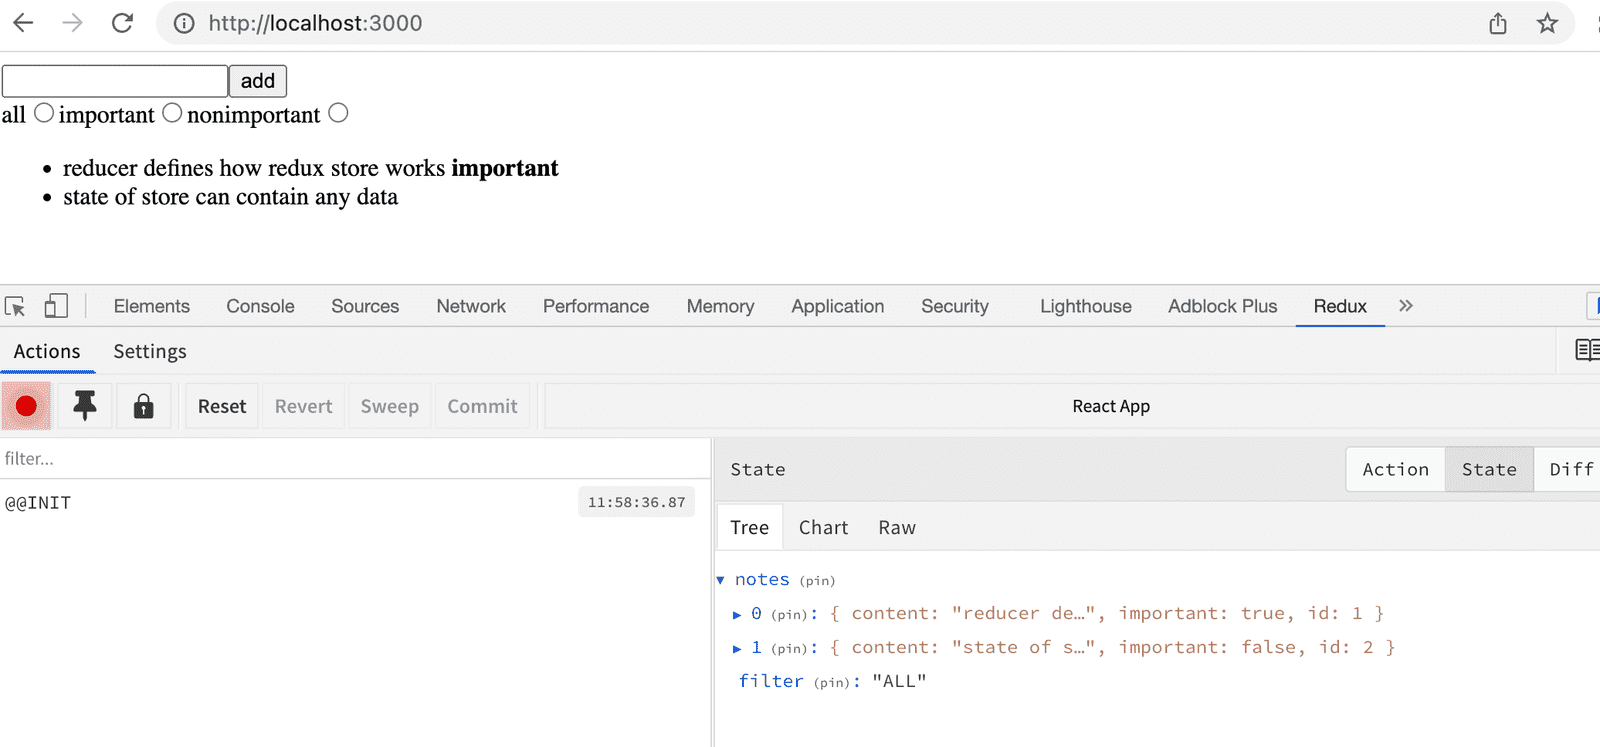 http://localhost:3000
add
all important nonimportant
reducer defines how redux store works important
state of store can contain any data
Elements Console Sources Network Performance Memory Application Security Lighthouse Adblock Plus Redux »
Actions Settings
Reset Revert Sweep Commit React App
filter...
State Action State Diff
@@INIT 11:58:36.87
Tree Chart Raw
notes (pin)
0 (pin): { content: "reducer de…", important: true, id: 1 }
1 (pin): { content: "state of s…", important: false, id: 2 }
filter (pin): "ALL"